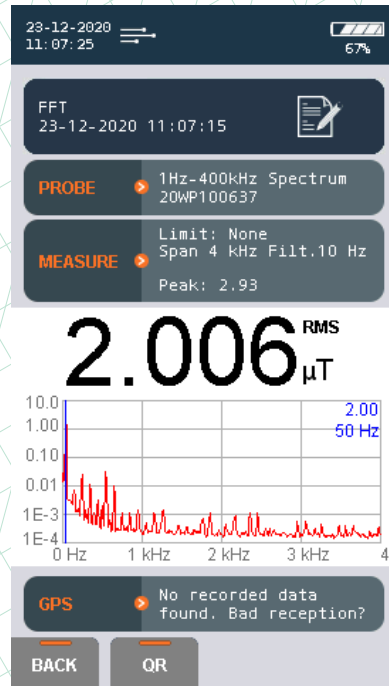 23-12-2020
11:07:25
67%
FFT
23-12-2020 11:07:15
PROBE
1Hz-400kHz Spectrum
20WP100637
MEASURE
Limit: None
Span 4 kHz Filt.10 Hz
Peak: 2.93
2.006 RMS µT
10.0
1.00
0.10
0.01
1E-3
1E-4
2.00
50 Hz
0 Hz 1 kHz 2 kHz 3 kHz 4
GPS
No recorded data
found. Bad reception?
BACK QR